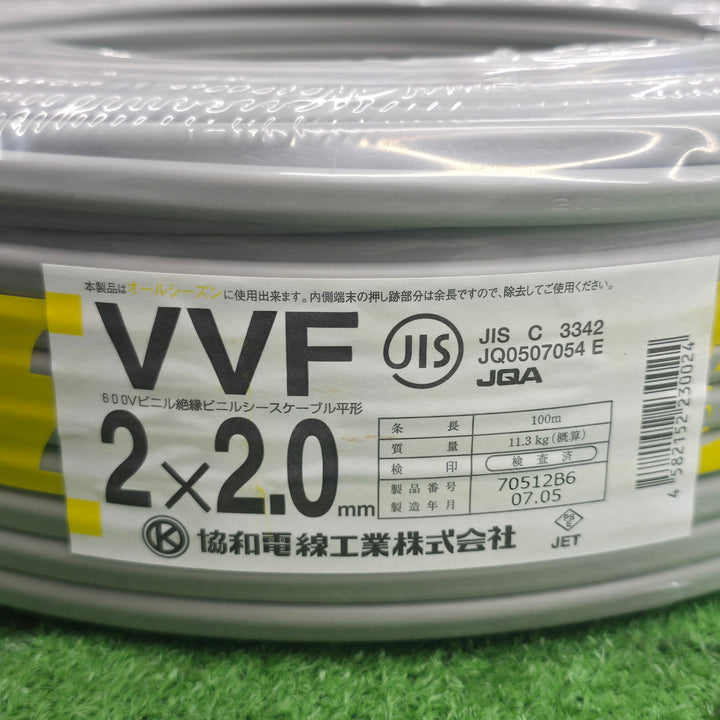 本製品はオールシーズンに使用出来ます。内側端末の押し跡部分は余長ですので、除去してご使用ください。
VVF
JIS
JIS C 3342
JQ0507054 E
JQA
600Vビニル絶縁ビニルシースケーブル平形
2×2.0mm
条長 100m
質量 11.3kg(概算)
検印 検査済
製品番号 70512B6
製造年月 07.05
K 協和電線工業株式会社
PS E
JET
4 582152 230024